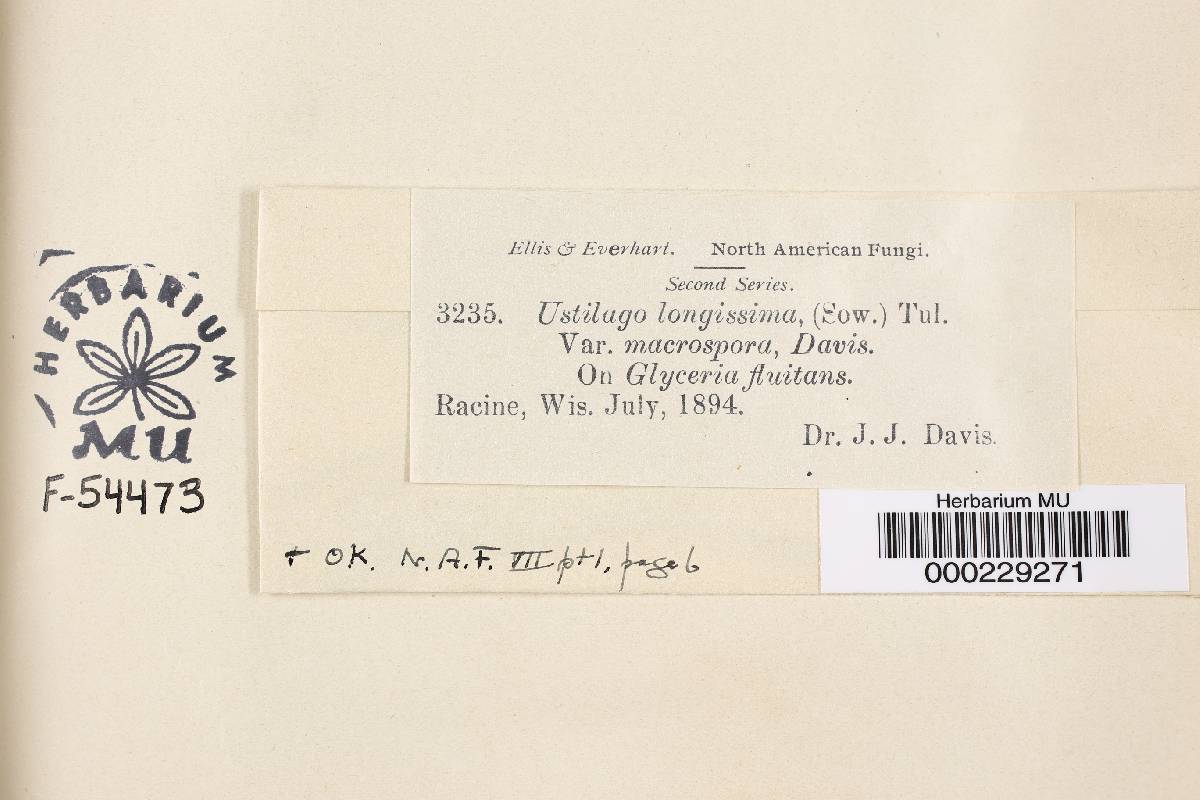 Ellis & Everhart. North American Fungi.
Second Series.
3235. Ustilago longissima, (Sow.) Tul.
Var. macrospora, Davis.
On Glyceria fluitans.
Racine, Wis. July, 1894.
Dr. J. J. Davis.
HERBARIUM
MU
F-54473
Herbarium MU
000229271
+ OK. N.A.F. VII pt 1, page 6